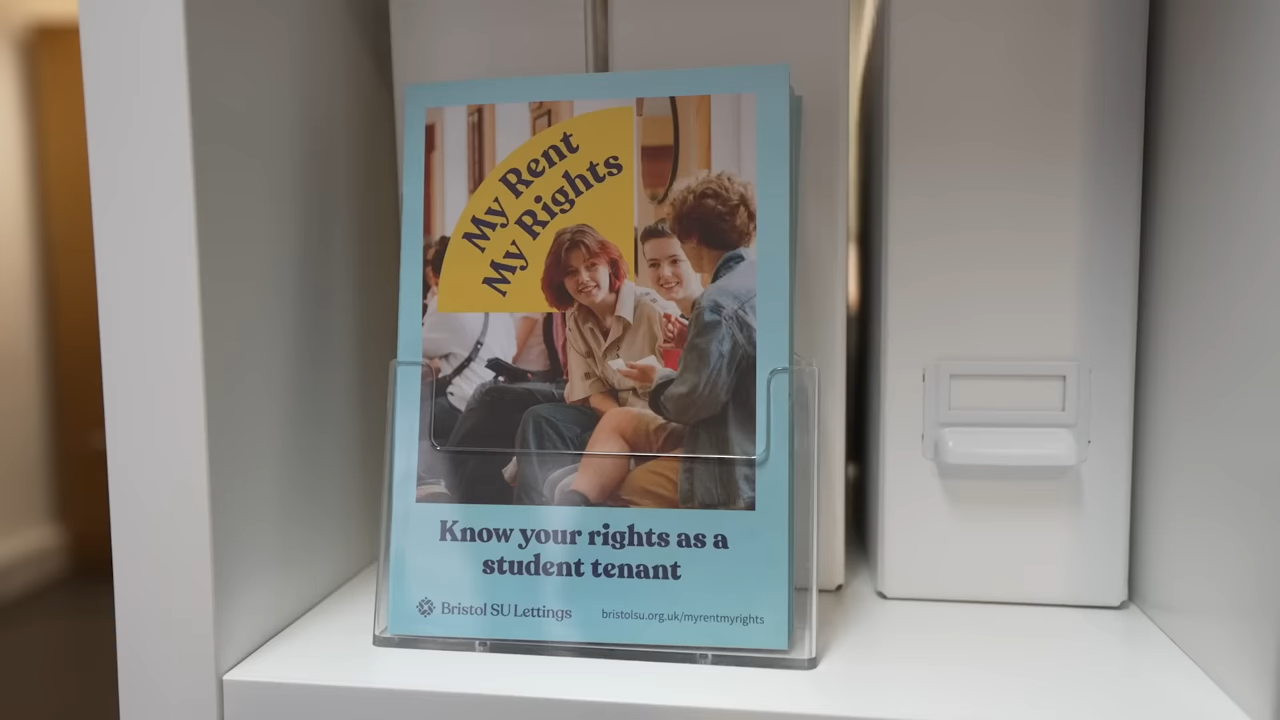 My Rent
My Rights
Know your rights as a
student tenant
Bristol SU Lettings
bristolsu.org.uk/myrentmyrights